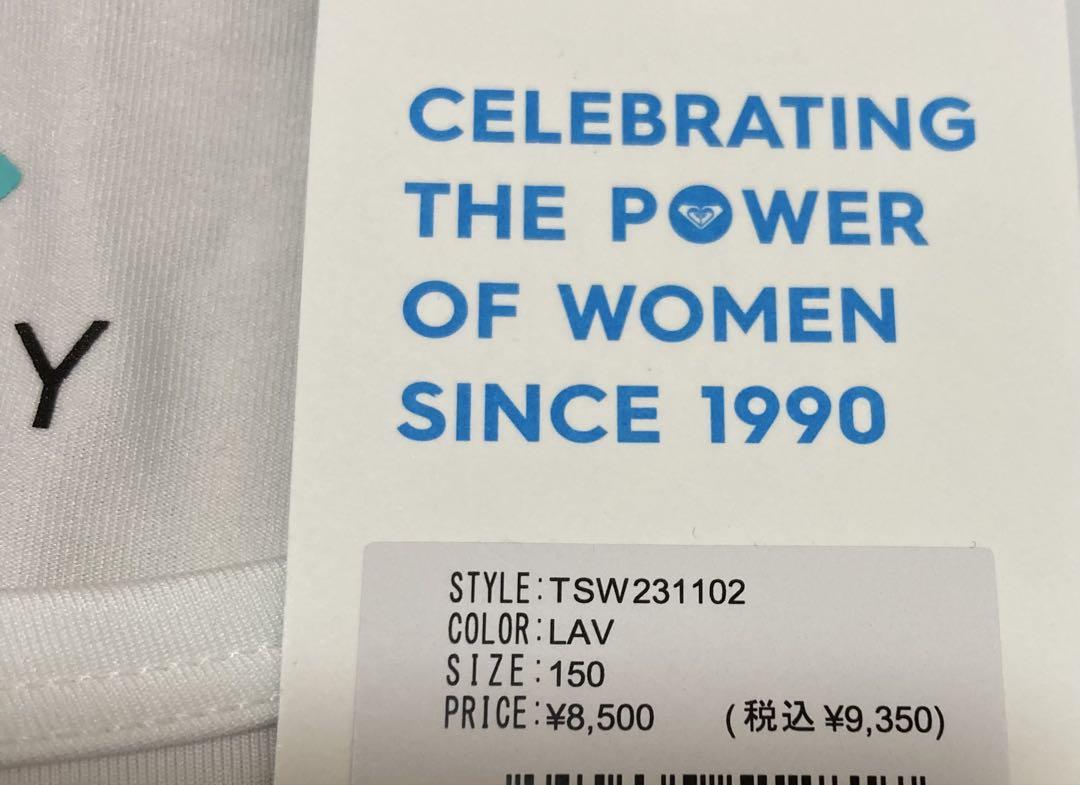 CELEBRATING
THE POWER
OF WOMEN
SINCE 1990
Y
STYLE:TSW231102
COLOR:LAV
SIZE:150
PRICE:¥8,500 (税込¥9,350)